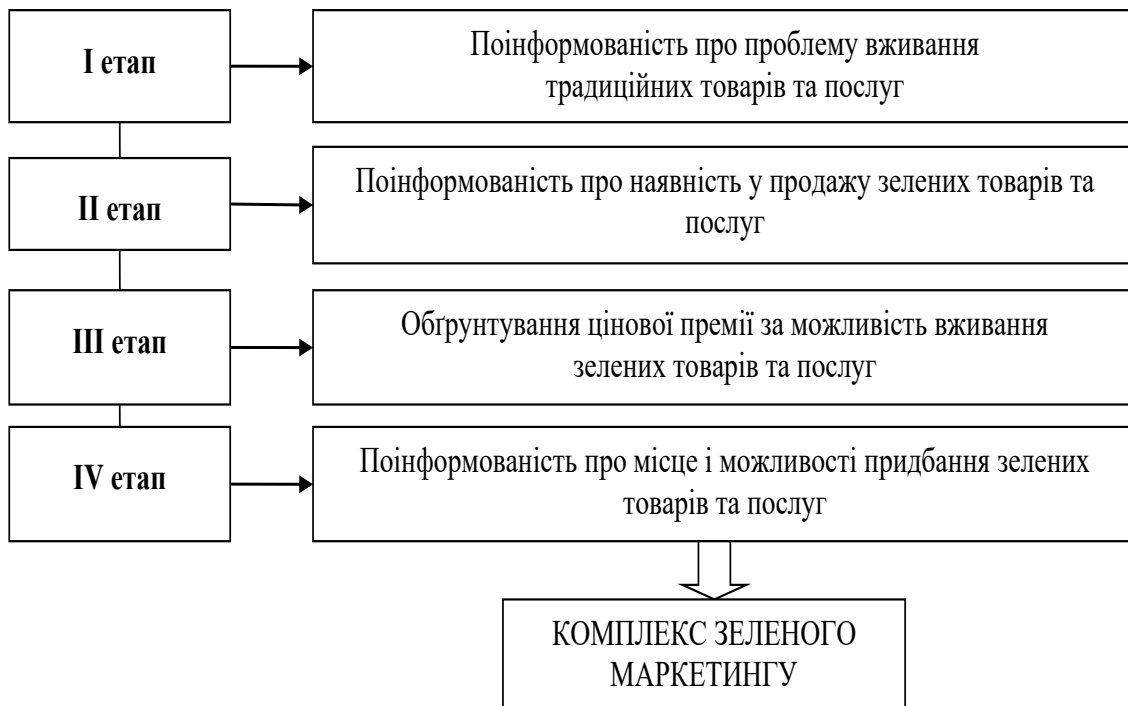 І етап
Поінформованість про проблему вживання
традиційних товарів та послуг
ІІ етап
Поінформованість про наявність у продажу зелених товарів та
послуг
ІІІ етап
Обґрунтування цінової премії за можливість вживання
зелених товарів та послуг
IV етап
Поінформованість про місце і можливості придбання зелених
товарів та послуг
КОМПЛЕКС ЗЕЛЕНОГО
МАРКЕТИНГУ